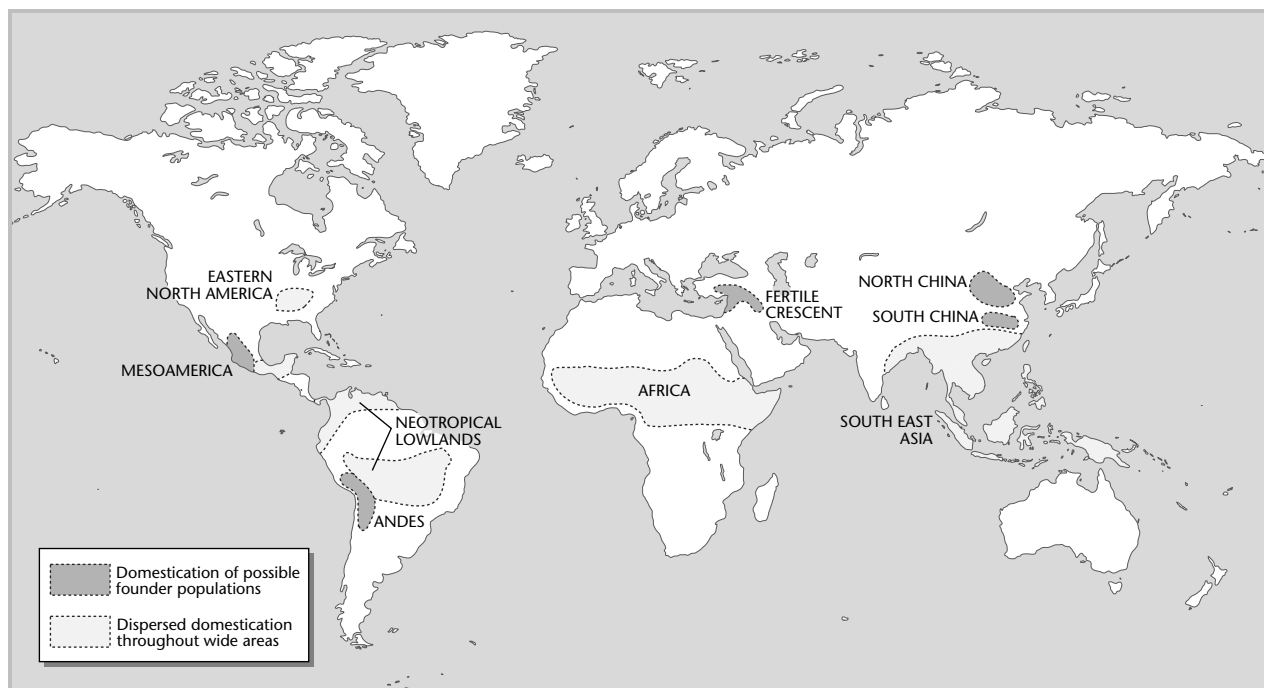 EASTERN
NORTH AMERICA
MESOAMERICA
NEOTROPICAL
LOWLANDS
ANDES
AFRICA
FERTILE
CRESCENT
NORTH CHINA
SOUTH CHINA
SOUTH EAST
ASIA
Domestication of possible
founder populations
Dispersed domestication
throughout wide areas